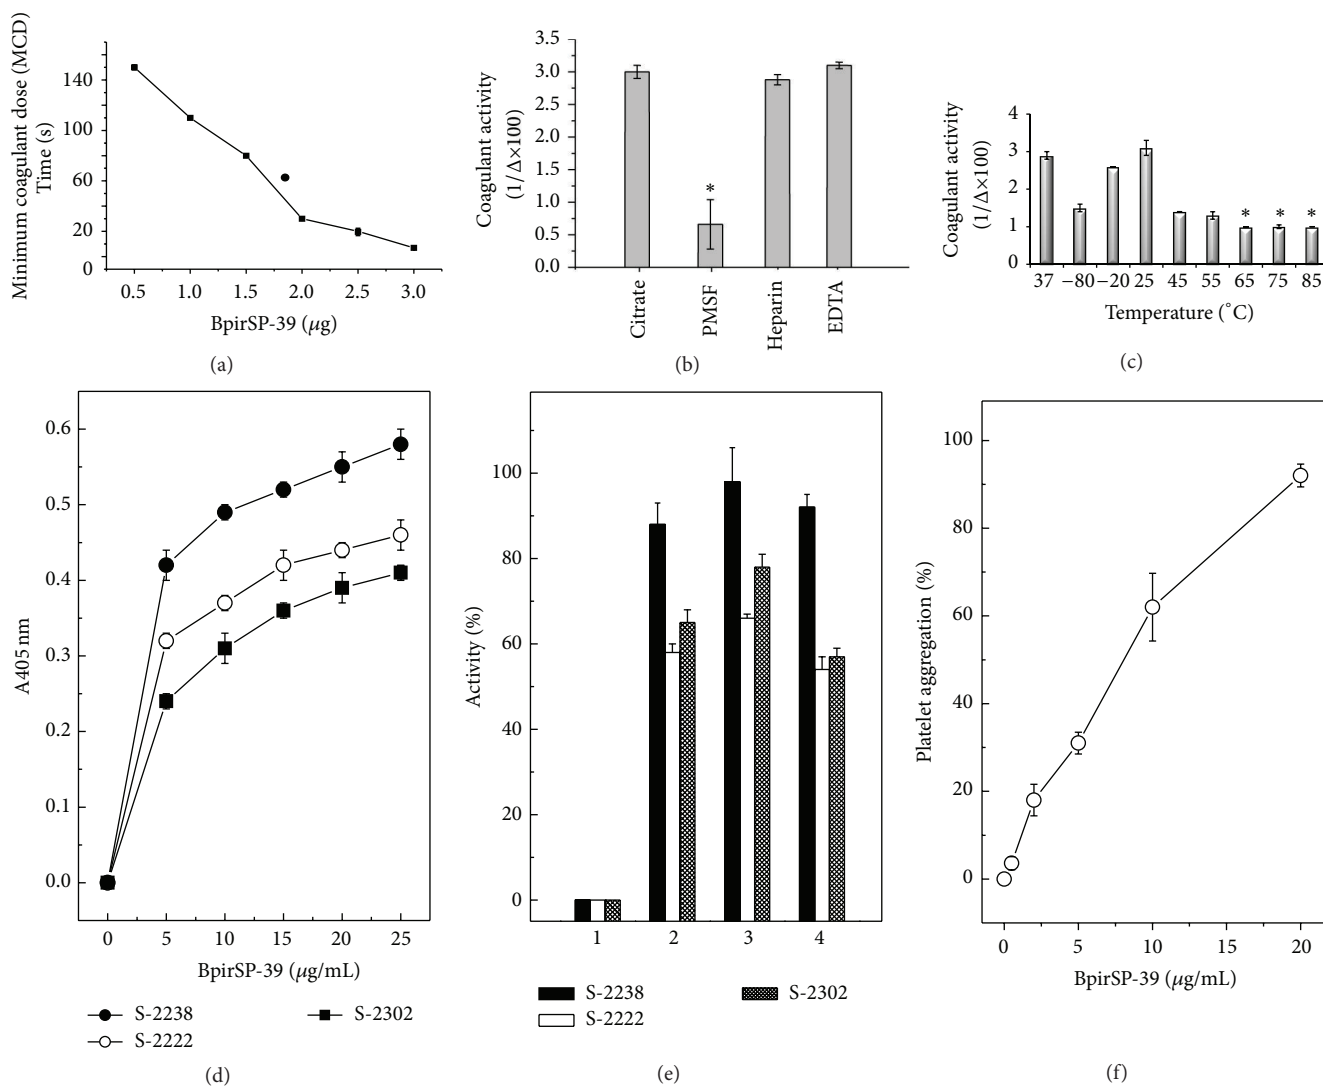 Minimum coagulant dose (MCD)
Time (s)
140
100
60
20
0
0.5 1.0 1.5 2.0 2.5 3.0
BpirSP-39 (μg)
(a)
Coagulant activity
(1/Δ×100)
3.5
3.0
2.5
2.0
1.5
1.0
0.5
0.0
*
Citrate
PMSF
Heparin
EDTA
(b)
Coagulant activity
(1/Δ×100)
4
3
2
1
0
* * *
37 −80 −20 25 45 55 65 75 85
Temperature (°C)
(c)
A405 nm
0.6
0.5
0.4
0.3
0.2
0.1
0.0
0 5 10 15 20 25
BpirSP-39 (μg/mL)
S-2238
S-2222
S-2302
(d)
Activity (%)
100
80
60
40
20
0
1 2 3 4
S-2238
S-2222
S-2302
(e)
Platelet aggregation (%)
100
80
60
40
20
0
0 5 10 20
BpirSP-39 (μg/mL)
(f)